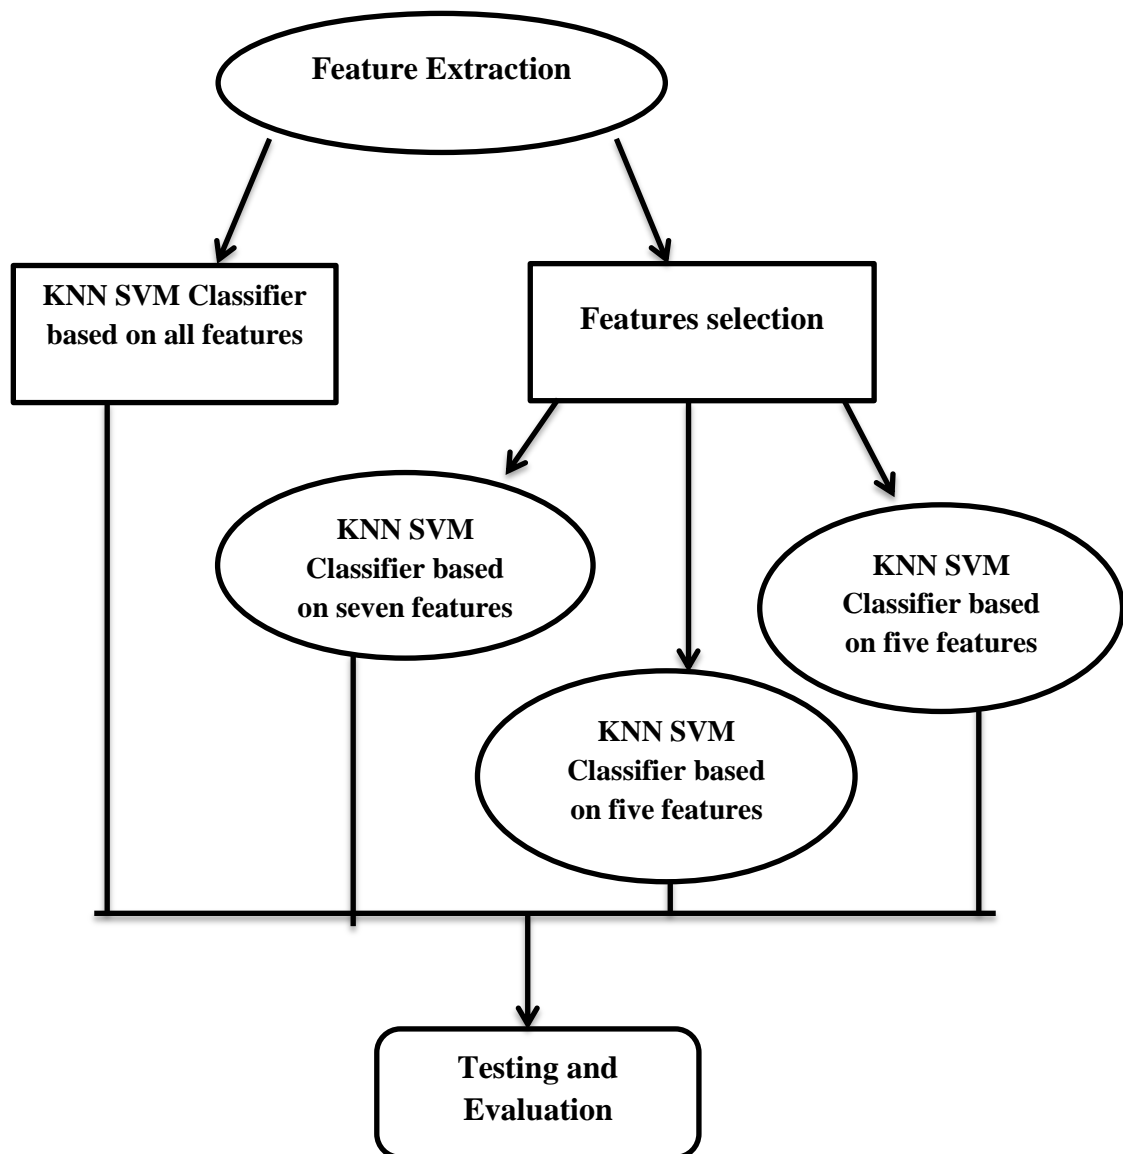 Feature Extraction
KNN SVM Classifier
based on all features
Features selection
KNN SVM
Classifier based
on seven features
KNN SVM
Classifier based
on five features
KNN SVM
Classifier based
on five features
Testing and
Evaluation